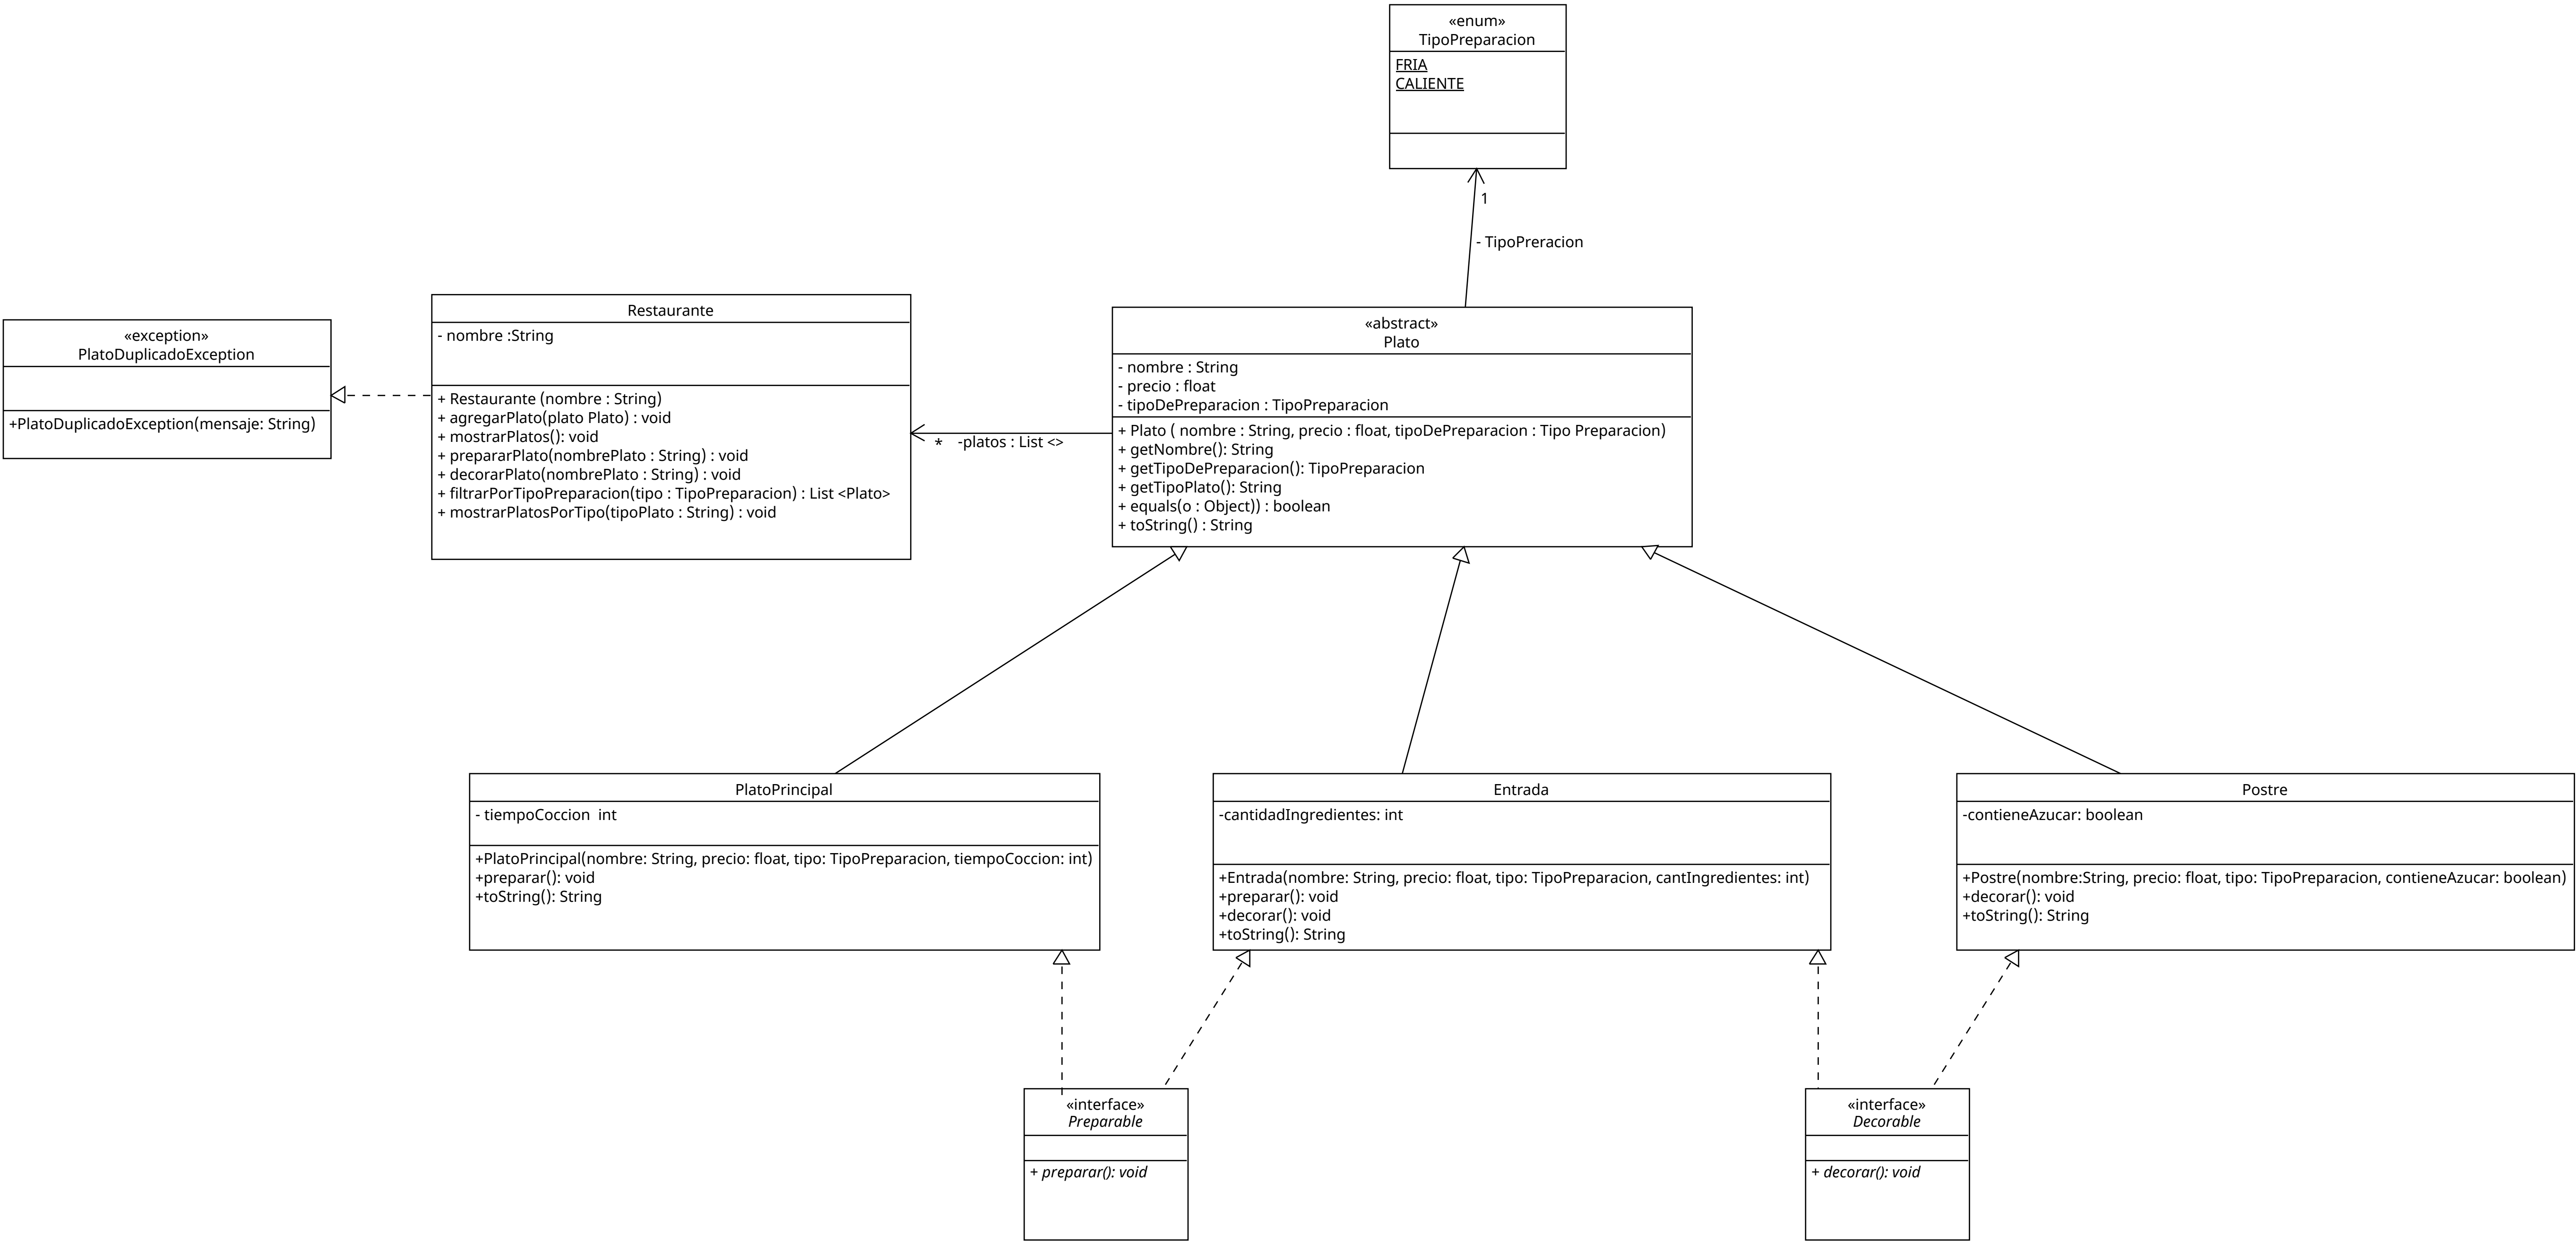 «enum»
TipoPreparacion
FRIA
CALIENTE
1
- TipoPreracion
«exception»
PlatoDuplicadoException
+PlatoDuplicadoException(mensaje: String)
Restaurante
- nombre :String
+ Restaurante (nombre : String)
+ agregarPlato(plato Plato) : void
+ mostrarPlatos(): void
+ prepararPlato(nombrePlato : String) : void
+ decorarPlato(nombrePlato : String) : void
+ filtrarPorTipoPreparacion(tipo : TipoPreparacion) : List <Plato>
+ mostrarPlatosPorTipo(tipoPlato : String) : void
* -platos : List <>
«abstract»
Plato
- nombre : String
- precio : float
- tipoDePreparacion : TipoPreparacion
+ Plato ( nombre : String, precio : float, tipoDePreparacion : Tipo Preparacion)
+ getNombre(): String
+ getTipoDePreparacion(): TipoPreparacion
+ getTipoPlato(): String
+ equals(o : Object)) : boolean
+ toString() : String
PlatoPrincipal
- tiempoCoccion  int
+PlatoPrincipal(nombre: String, precio: float, tipo: TipoPreparacion, tiempoCoccion: int)
+preparar(): void
+toString(): String
Entrada
-cantidadIngredientes: int
+Entrada(nombre: String, precio: float, tipo: TipoPreparacion, cantIngredientes: int)
+preparar(): void
+decorar(): void
+toString(): String
Postre
-contieneAzucar: boolean
+Postre(nombre:String, precio: float, tipo: TipoPreparacion, contieneAzucar: boolean)
+decorar(): void
+toString(): String
«interface»
Preparable
+ preparar(): void
«interface»
Decorable
+ decorar(): void